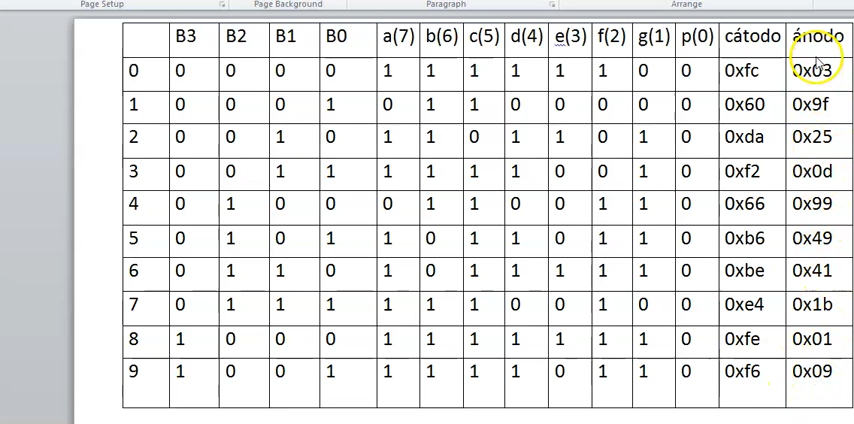 Page Setup Page Background Paragraph Arrange
B3 B2 B1 B0 a(7) b(6) c(5) d(4) e(3) f(2) g(1) p(0) cátodo ánodo
0 0 0 0 0 1 1 1 1 1 1 0 0 0xfc 0x03
1 0 0 0 1 0 1 1 0 0 0 0 0 0x60 0x9f
2 0 0 1 0 1 1 0 1 1 0 1 0 0xda 0x25
3 0 0 1 1 1 1 1 1 0 0 1 0 0xf2 0x0d
4 0 1 0 0 0 1 1 0 0 1 1 0 0x66 0x99
5 0 1 0 1 1 0 1 1 0 1 1 0 0xb6 0x49
6 0 1 1 0 1 0 1 1 1 1 1 0 0xbe 0x41
7 0 1 1 1 1 1 1 0 0 1 0 0 0xe4 0x1b
8 1 0 0 0 1 1 1 1 1 1 1 0 0xfe 0x01
9 1 0 0 1 1 1 1 1 0 1 1 0 0xf6 0x09